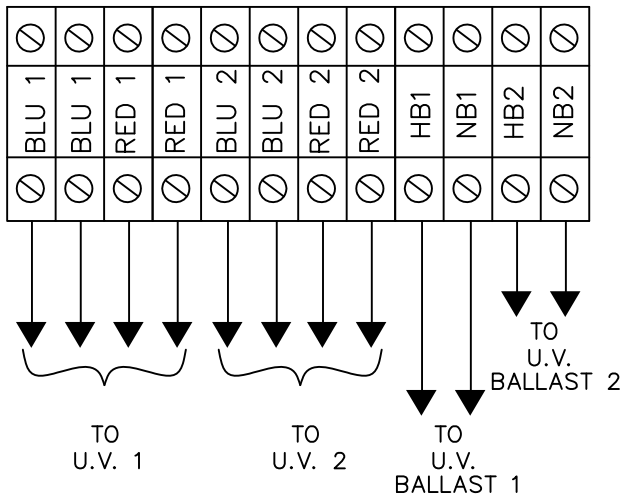 BLU 1
BLU 1
RED 1
RED 1
BLU 2
BLU 2
RED 2
RED 2
HB1
NB1
HB2
NB2
TO
U.V.
BALLAST 2
TO
U.V. 1
TO
U.V. 2
TO
U.V.
BALLAST 1